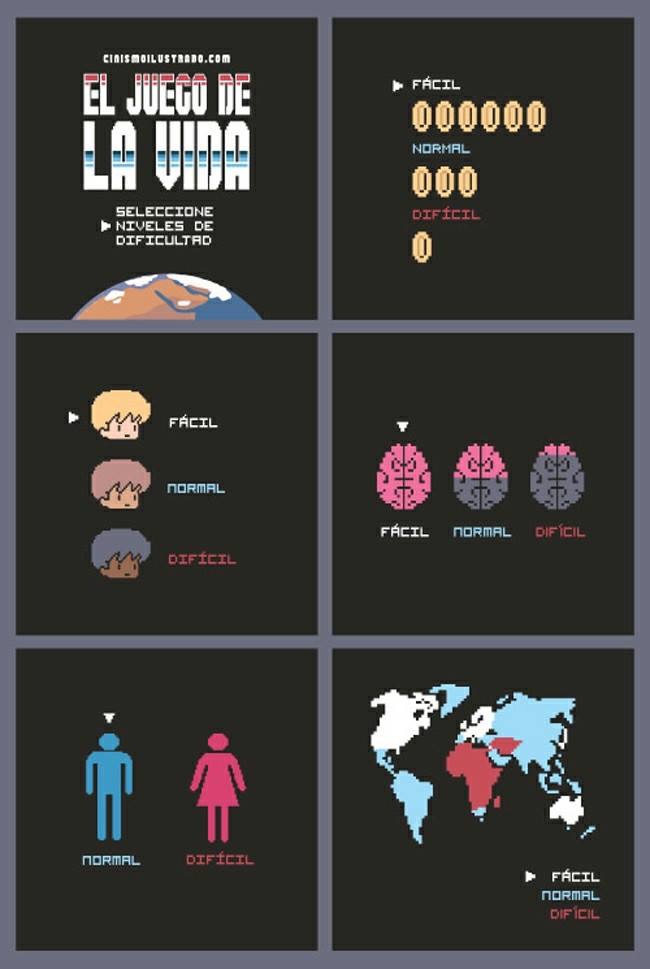 CINISMOILUSTRADO.COM
EL JUEGO DE
LA VIDA
SELECCIONE
NIVELES DE
DIFICULTAD
FÁCIL
NORMAL
DIFÍCIL
FÁCIL
NORMAL
DIFÍCIL
FÁCIL NORMAL DIFÍCIL
NORMAL DIFÍCIL
FÁCIL
NORMAL
DIFÍCIL